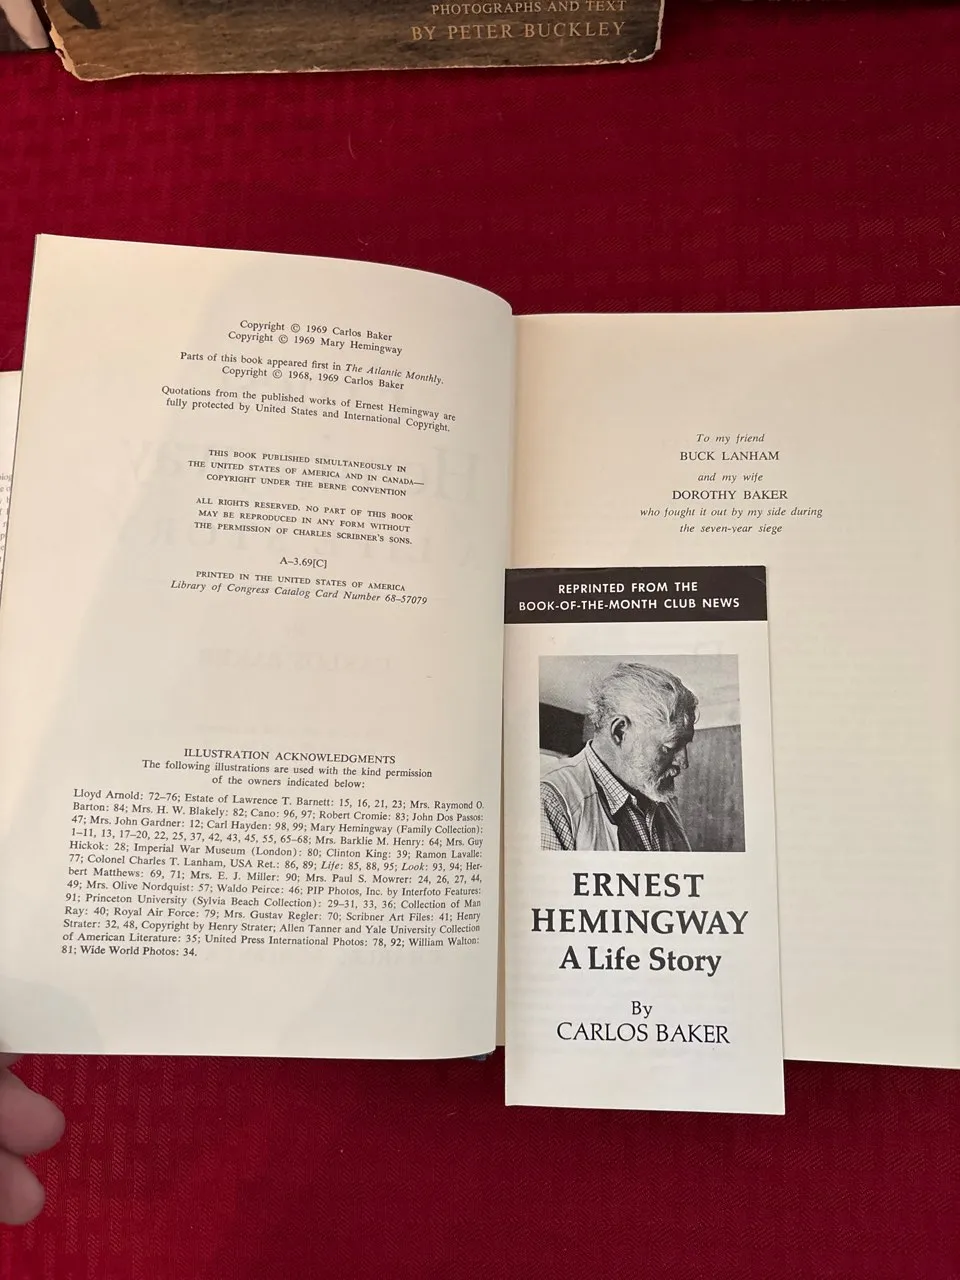 PHOTOGRAPHS AND TEXT
BY PETER BUCKLEY
Copyright © 1969 Carlos Baker
Copyright © 1969 Mary Hemingway
Parts of this book appeared first in The Atlantic Monthly.
Copyright © 1968, 1969 Carlos Baker
Quotations from the published works of Ernest Hemingway are
fully protected by United States and International Copyright.
THIS BOOK PUBLISHED SIMULTANEOUSLY IN
THE UNITED STATES OF AMERICA AND IN CANADA—
COPYRIGHT UNDER THE BERNE CONVENTION
ALL RIGHTS RESERVED. NO PART OF THIS BOOK
MAY BE REPRODUCED IN ANY FORM WITHOUT
THE PERMISSION OF CHARLES SCRIBNER'S SONS.
A–3.69[C]
PRINTED IN THE UNITED STATES OF AMERICA
Library of Congress Catalog Card Number 68–57079
ILLUSTRATION ACKNOWLEDGMENTS
The following illustrations are used with the kind permission
of the owners indicated below:
Lloyd Arnold: 72–76; Estate of Lawrence T. Barnett: 15, 16, 21, 23; Mrs. Raymond O.
Barton: 84; Mrs. H. W. Blakely: 82; Cano: 96, 97; Robert Cromie: 83; John Dos Passos:
47; Mrs. John Gardner: 12; Carl Hayden: 98, 99; Mary Hemingway (Family Collection):
1–11, 13, 17–20, 22, 25, 37, 42, 43, 45, 55, 65–68; Mrs. Barklie M. Henry: 64; Mrs. Guy
Hickok: 28; Imperial War Museum (London): 80; Clinton King: 39; Ramon Lavalle:
77; Colonel Charles T. Lanham, USA Ret.: 86, 89; Life: 85, 88, 95; Look: 93, 94; Her-
bert Matthews: 69, 71; Mrs. E. J. Miller: 90; Mrs. Paul S. Mowrer: 24, 26, 27, 44,
49; Mrs. Olive Nordquist: 57; Waldo Peirce: 46; PIP Photos, Inc. by Interfoto Features:
91; Princeton University (Sylvia Beach Collection): 29–31, 33, 36; Collection of Man
Ray: 40; Royal Air Force: 79; Mrs. Gustav Regler: 70; Scribner Art Files: 41; Henry
Strater: 32, 48, Copyright by Henry Strater; Allen Tanner and Yale University Collection
of American Literature: 35; United Press International Photos: 78, 92; William Walton:
81; Wide World Photos: 34.
To my friend
BUCK LANHAM
and my wife
DOROTHY BAKER
who fought it out by my side during
the seven-year siege
REPRINTED FROM THE
BOOK-OF-THE-MONTH CLUB NEWS
ERNEST
HEMINGWAY
A Life Story
By
CARLOS BAKER